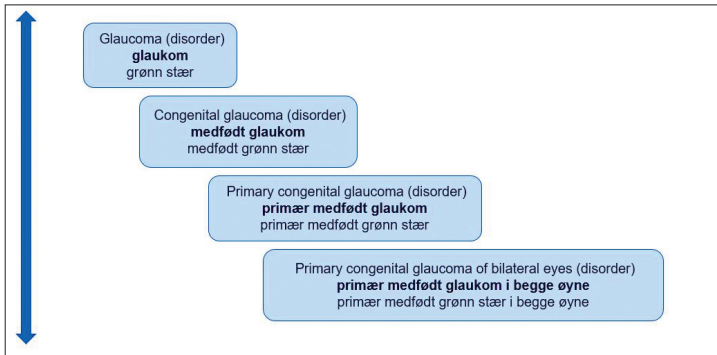 Glaucoma (disorder)
glaukom
grønn stær
Congenital glaucoma (disorder)
medfødt glaukom
medfødt grønn stær
Primary congenital glaucoma (disorder)
primær medfødt glaukom
primær medfødt grønn stær
Primary congenital glaucoma of bilateral eyes (disorder)
primær medfødt glaukom i begge øyne
primær medfødt grønn stær i begge øyne